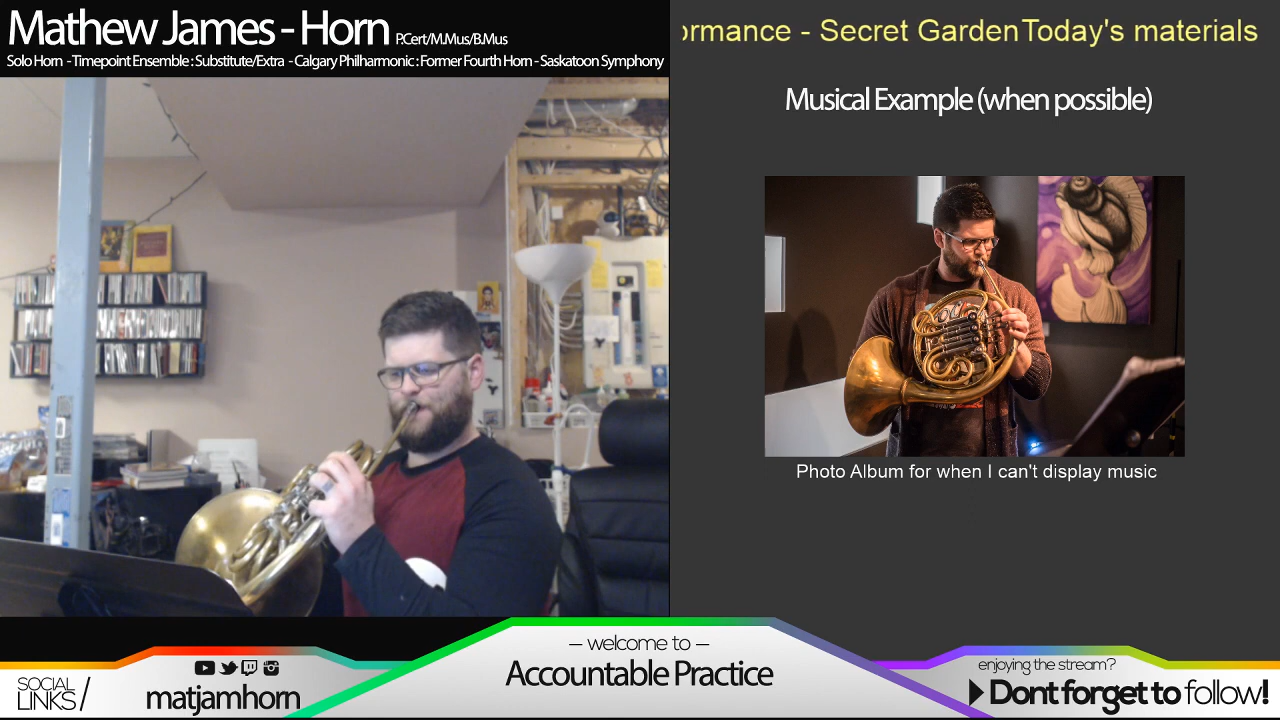 Mathew James - Horn P.Cert/M.Mus/B.Mus
Solo Horn - Timepoint Ensemble : Substitute/Extra - Calgary Philharmonic : Former Fourth Horn - Saskatoon Symphony
ormance - Secret GardenToday's materials
Musical Example (when possible)
Photo Album for when I can't display music
SOCIAL
LINKS/
matjamhorn
– welcome to –
Accountable Practice
enjoying the stream?
Dont forget to follow!